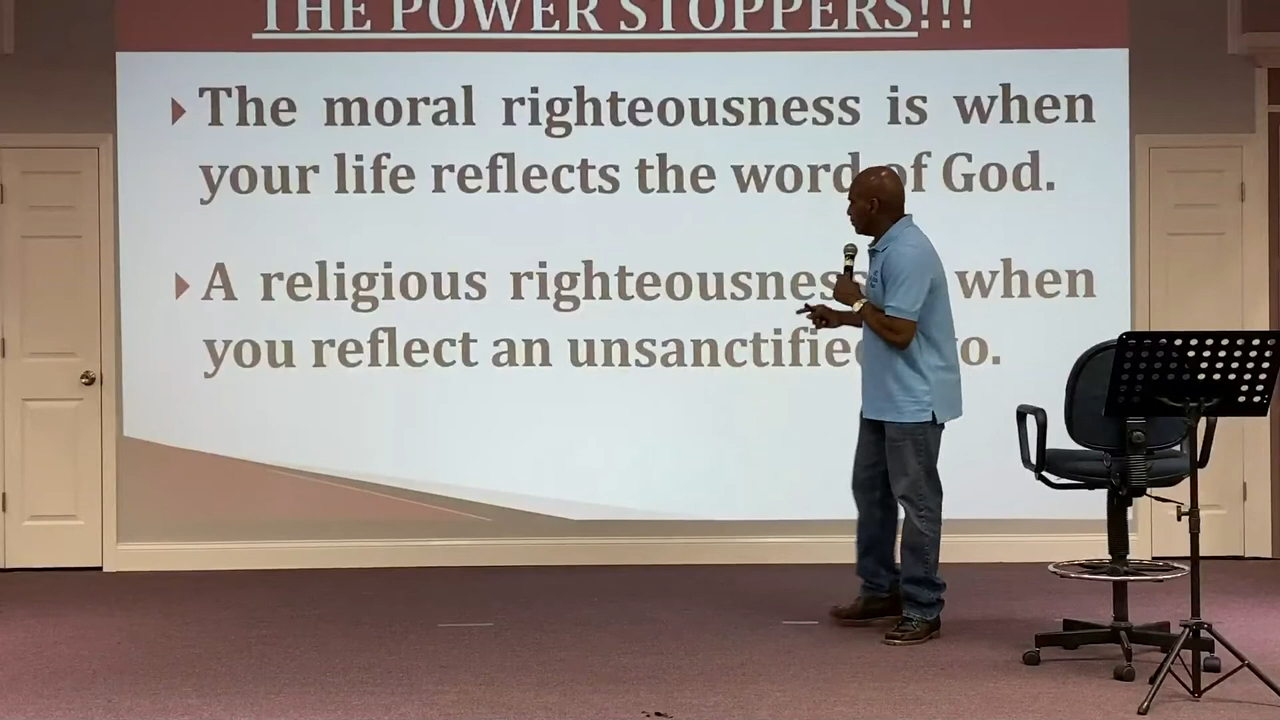 THE POWER STOPPERS!!!
The moral righteousness is when
your life reflects the word of God.
A religious righteousness when
you reflect an unsanctified